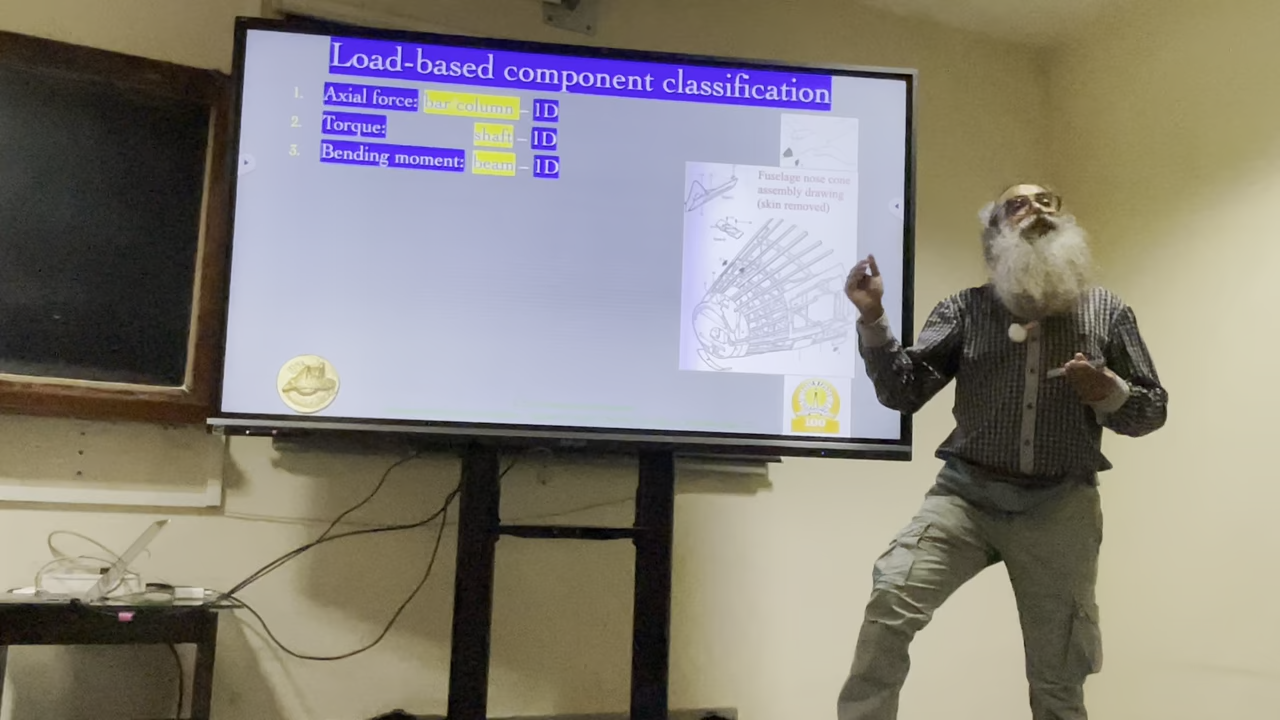 Load-based component classification
1. Axial force: bar column – 1D
2. Torque: shaft – 1D
3. Bending moment: beam – 1D
Fuselage nose cone
assembly drawing
(skin removed)
100